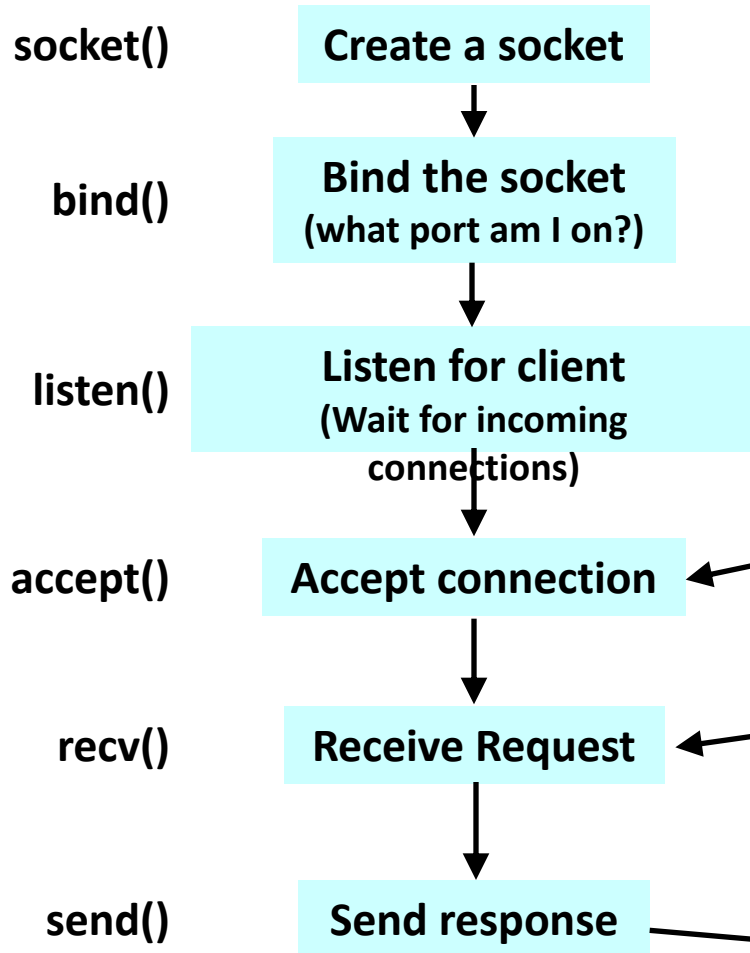 socket()
Create a socket
bind()
Bind the socket
(what port am I on?)
listen()
Listen for client
(Wait for incoming
connections)
accept()
Accept connection
recv()
Receive Request
send()
Send response